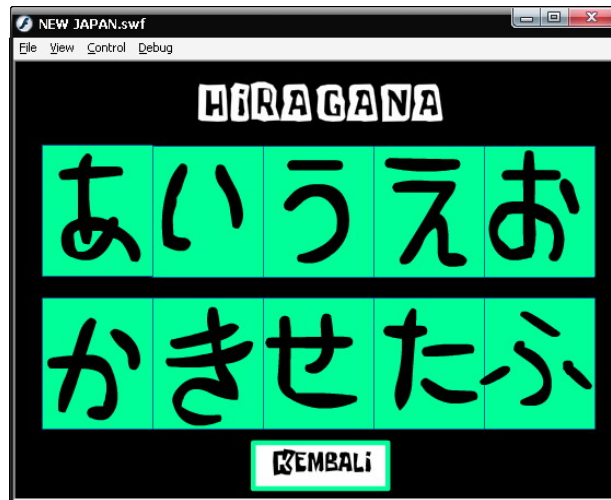 NEW JAPAN.swf
File View Control Debug
HiRAGANA
あ い う え お
か き せ た ふ
KEMBALi